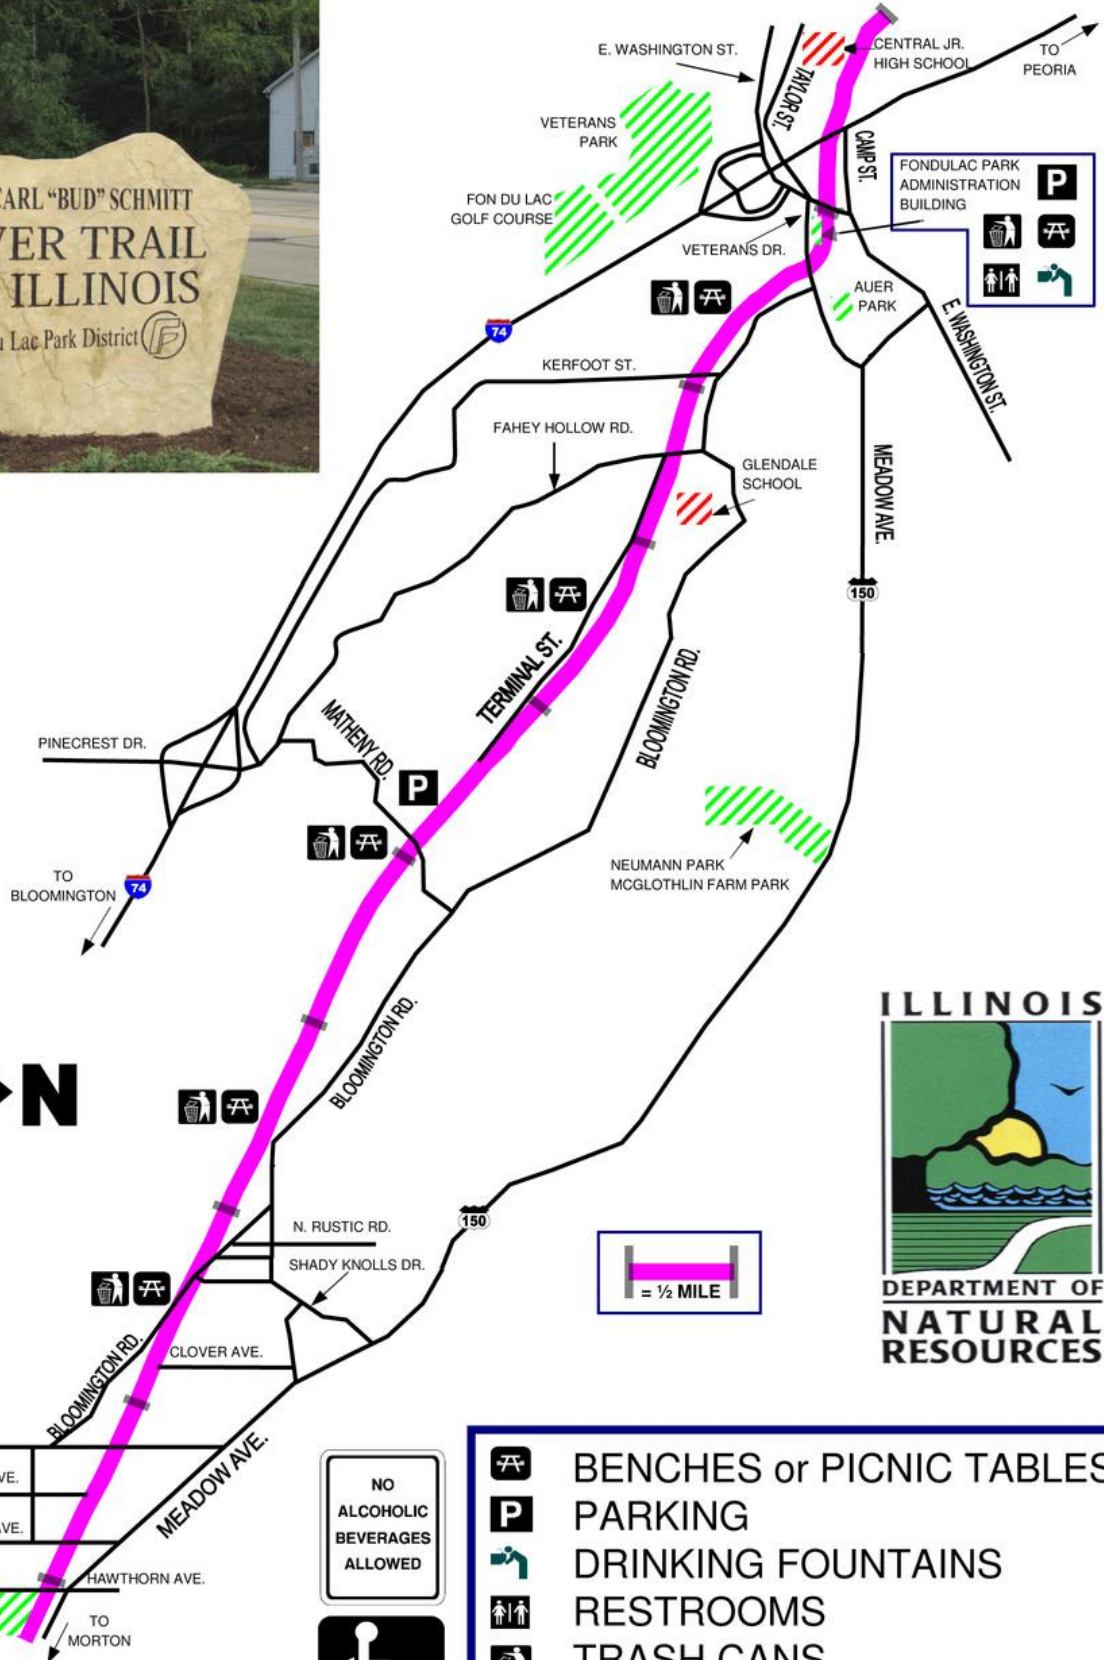 CARL “BUD” SCHMITT
VER TRAIL
ILLINOIS
u Lac Park District
E. WASHINGTON ST.
TAYLOR ST.
CENTRAL JR.
HIGH SCHOOL
TO
PEORIA
VETERANS
PARK
CAMP ST.
FONDULAC PARK
ADMINISTRATION
BUILDING
P
FON DU LAC
GOLF COURSE
VETERANS DR.
AUER
PARK
74
E. WASHINGTON ST.
KERFOOT ST.
FAHEY HOLLOW RD.
GLENDALE
SCHOOL
MEADOW AVE.
150
TERMINAL ST.
BLOOMINGTON RD.
MATHENY RD.
PINECREST DR.
P
NEUMANN PARK
MCGLOTHLIN FARM PARK
TO
BLOOMINGTON
74
BLOOMINGTON RD.
N
ILLINOIS
DEPARTMENT OF
NATURAL
RESOURCES
150
N. RUSTIC RD.
SHADY KNOLLS DR.
= ½ MILE
BLOOMINGTON RD.
CLOVER AVE.
MEADOW AVE.
VE.
AVE.
HAWTHORN AVE.
TO
MORTON
NO
ALCOHOLIC
BEVERAGES
ALLOWED
BENCHES or PICNIC TABLES
P PARKING
DRINKING FOUNTAINS
RESTROOMS
TRASH CANS